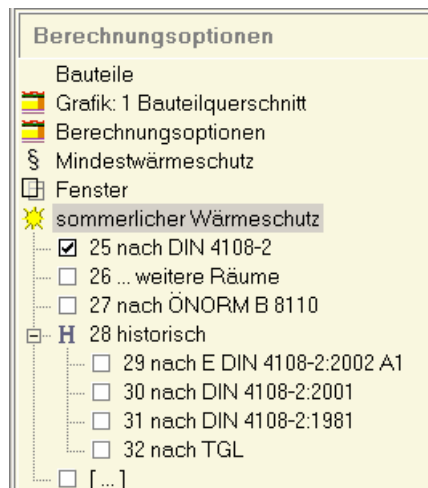 Berechnungsoptionen
Bauteile
Grafik: 1 Bauteilquerschnitt
Berechnungsoptionen
§ Mindestwärmeschutz
Fenster
sommerlicher Wärmeschutz
25 nach DIN 4108-2
26 ... weitere Räume
27 nach ÖNORM B 8110
H 28 historisch
29 nach E DIN 4108-2:2002 A1
30 nach DIN 4108-2:2001
31 nach DIN 4108-2:1981
32 nach TGL
[ ... ]